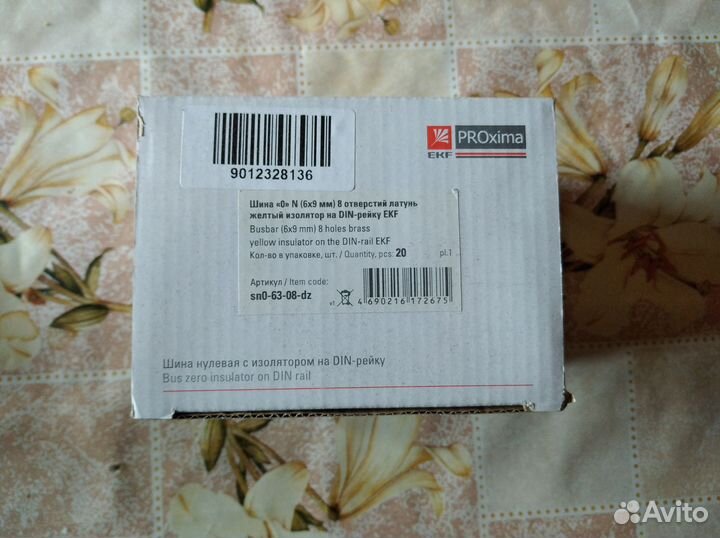 9012328136
EKF
PROxima
Шина «0» N (6х9 мм) 8 отверстий латунь
желтый изолятор на DIN-рейку EKF
Busbar (6x9 mm) 8 holes brass
yellow insulator on the DIN-rail EKF
Кол-во в упаковке, шт. / Quantity, pcs: 20 pl.1
Артикул / Item code:
sn0-63-08-dz
v1
4 690216 172675
Шина нулевая с изолятором на DIN-рейку
Bus zero insulator on DIN rail
Avito